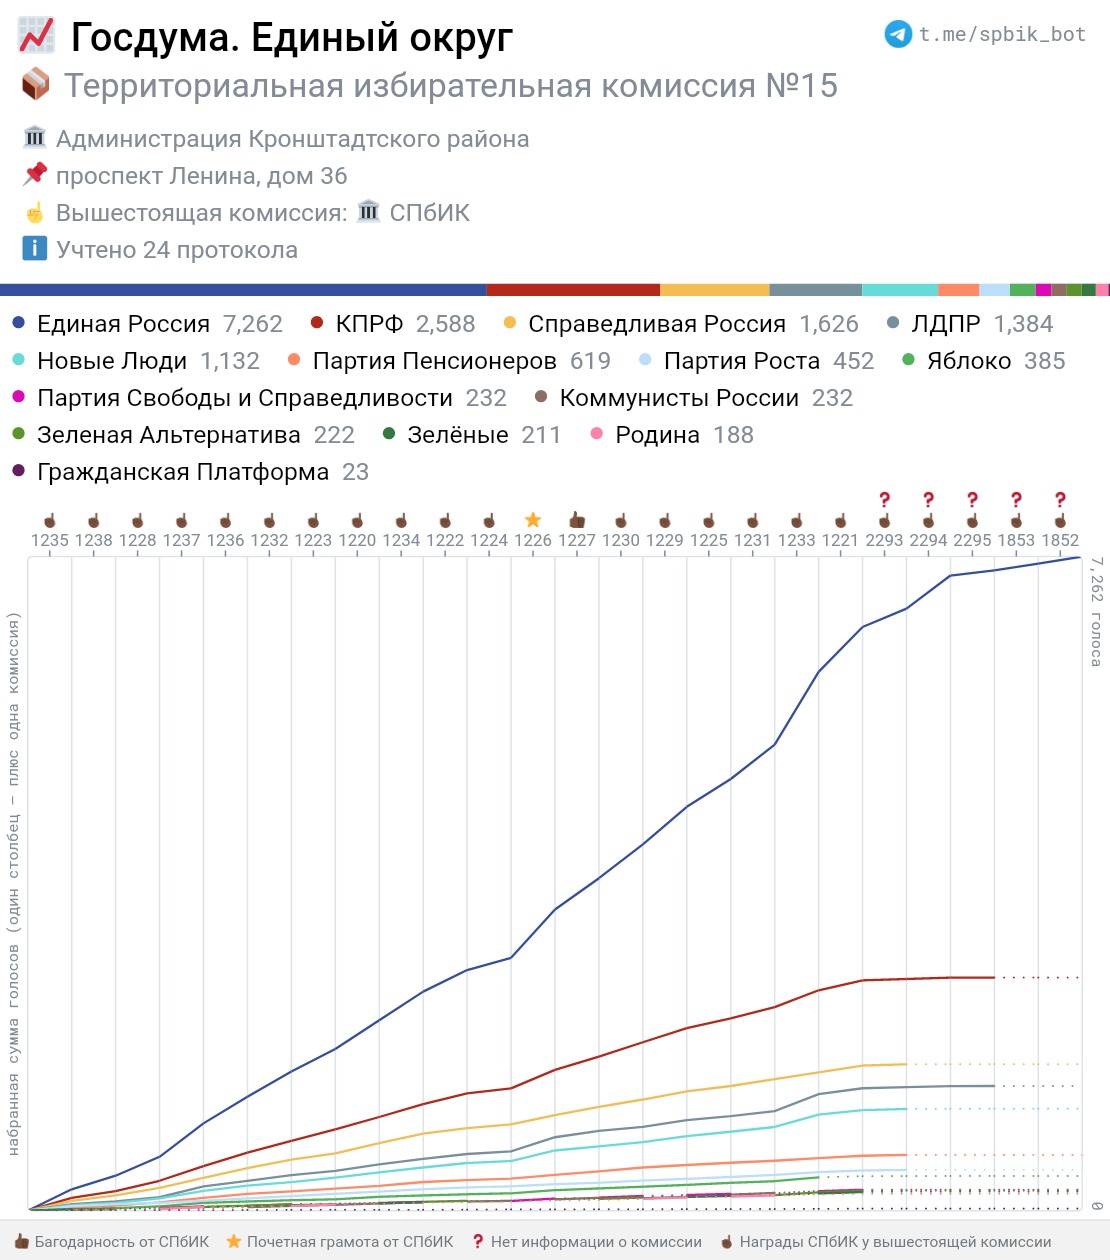 Госдума. Единый округ
t.me/spbik_bot
Территориальная избирательная комиссия №15
Администрация Кронштадтского района
проспект Ленина, дом 36
Вышестоящая комиссия: СПбИК
Учтено 24 протокола
Единая Россия 7,262 КПРФ 2,588 Справедливая Россия 1,626 ЛДПР 1,384
Новые Люди 1,132 Партия Пенсионеров 619 Партия Роста 452 Яблоко 385
Партия Свободы и Справедливости 232 Коммунисты России 232
Зеленая Альтернатива 222 Зелёные 211 Родина 188
Гражданская Платформа 23
1235 1238 1228 1237 1236 1232 1223 1220 1234 1222 1224 1226 1227 1230 1229 1225 1231 1233 1221 2293 2294 2295 1853 1852
набранная сумма голосов (один столбец – плюс одна комиссия)
7,262 голоса
0
Багодарность от СПбИК Почетная грамота от СПбИК Нет информации о комиссии Награды СПбИК у вышестоящей комиссии